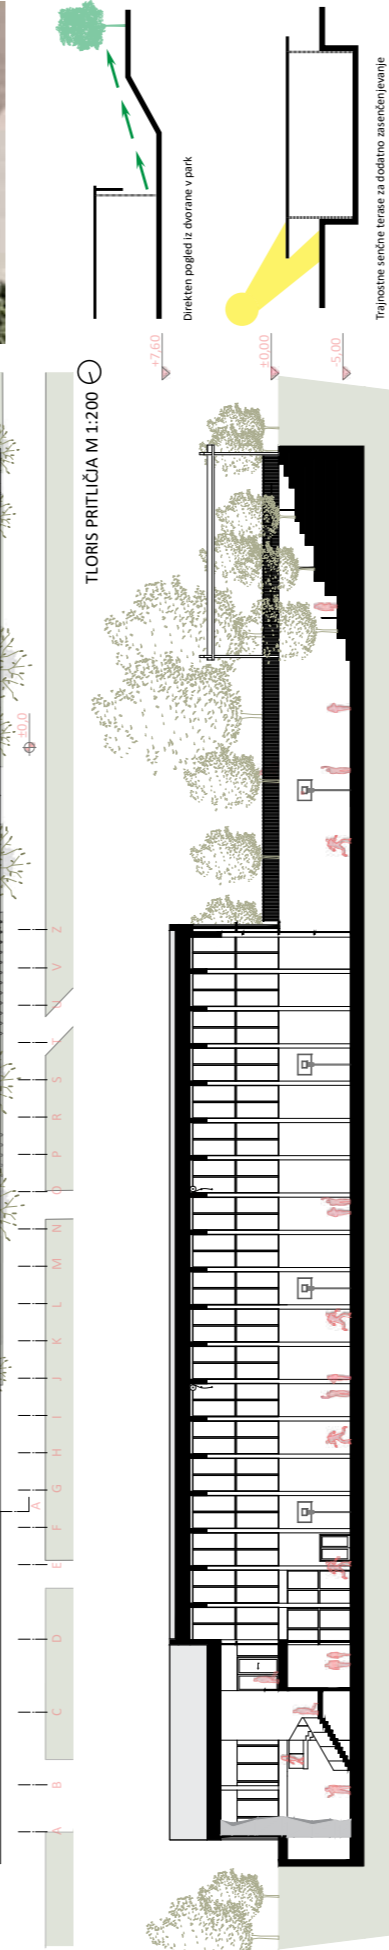 ±0,0
A
A B C D E F G H I J K L M N O P R S T U V Z
TLORIS PRITLIČJA M 1:200
+7,60
Direkten pogled iz dvorane v park
±0,00
-5,00
Trajnostne senčne terase za dodatno zasenčenjevanje